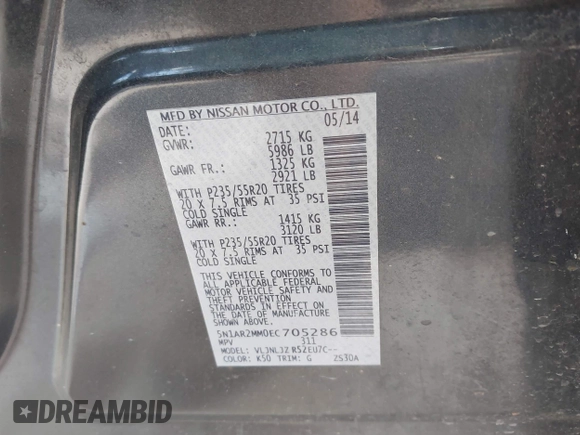 MFD BY NISSAN MOTOR CO., LTD.
DATE: 05/14
GVWR: 2715 KG
5986 LB
GAWR FR.: 1325 KG
2921 LB
WITH P235/55R20 TIRES
20 X 7.5 RIMS AT 35 PSI
COLD SINGLE
GAWR RR.: 1415 KG
3120 LB
WITH P235/55R20 TIRES
20 X 7.5 RIMS AT 35 PSI
COLD SINGLE
THIS VEHICLE CONFORMS TO
ALL APPLICABLE FEDERAL
MOTOR VEHICLE SAFETY AND
THEFT PREVENTION
STANDARDS IN EFFECT ON
THE DATE OF MANUFACTURE
SHOWN ABOVE.
5N1AR2MM0EC705286
MPV 311
MODEL: VLJNLJZ R52EU7C--
COLOR: K50 TRIM: G ZS30A
DREAMBID